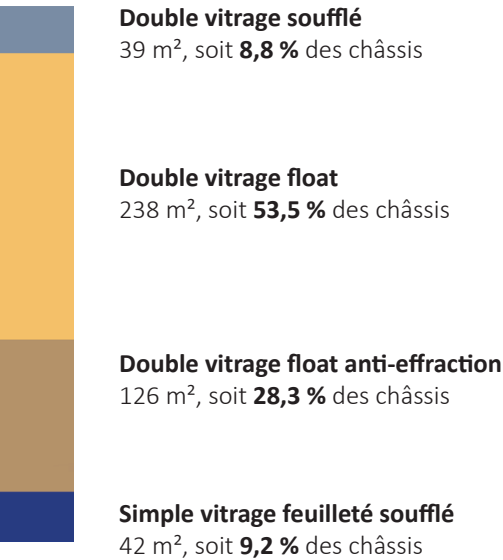 Double vitrage soufflé
39 m², soit 8,8 % des châssis
Double vitrage float
238 m², soit 53,5 % des châssis
Double vitrage float anti-effraction
126 m², soit 28,3 % des châssis
Simple vitrage feuilleté soufflé
42 m², soit 9,2 % des châssis